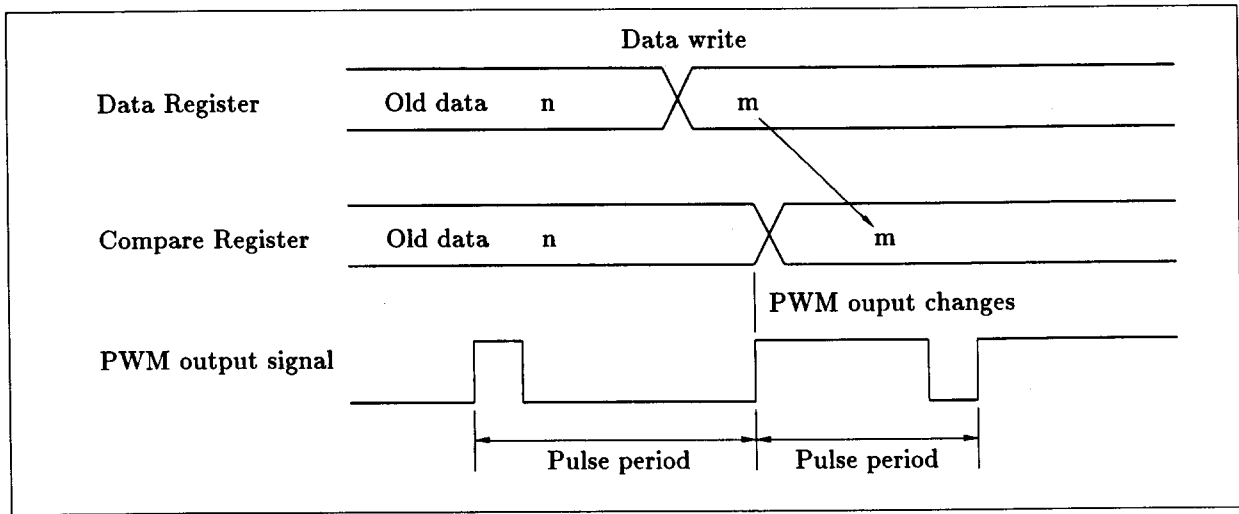 Data write
Data Register
Old data n
m
Compare Register
Old data n
m
PWM ouput changes
PWM output signal
Pulse period
Pulse period